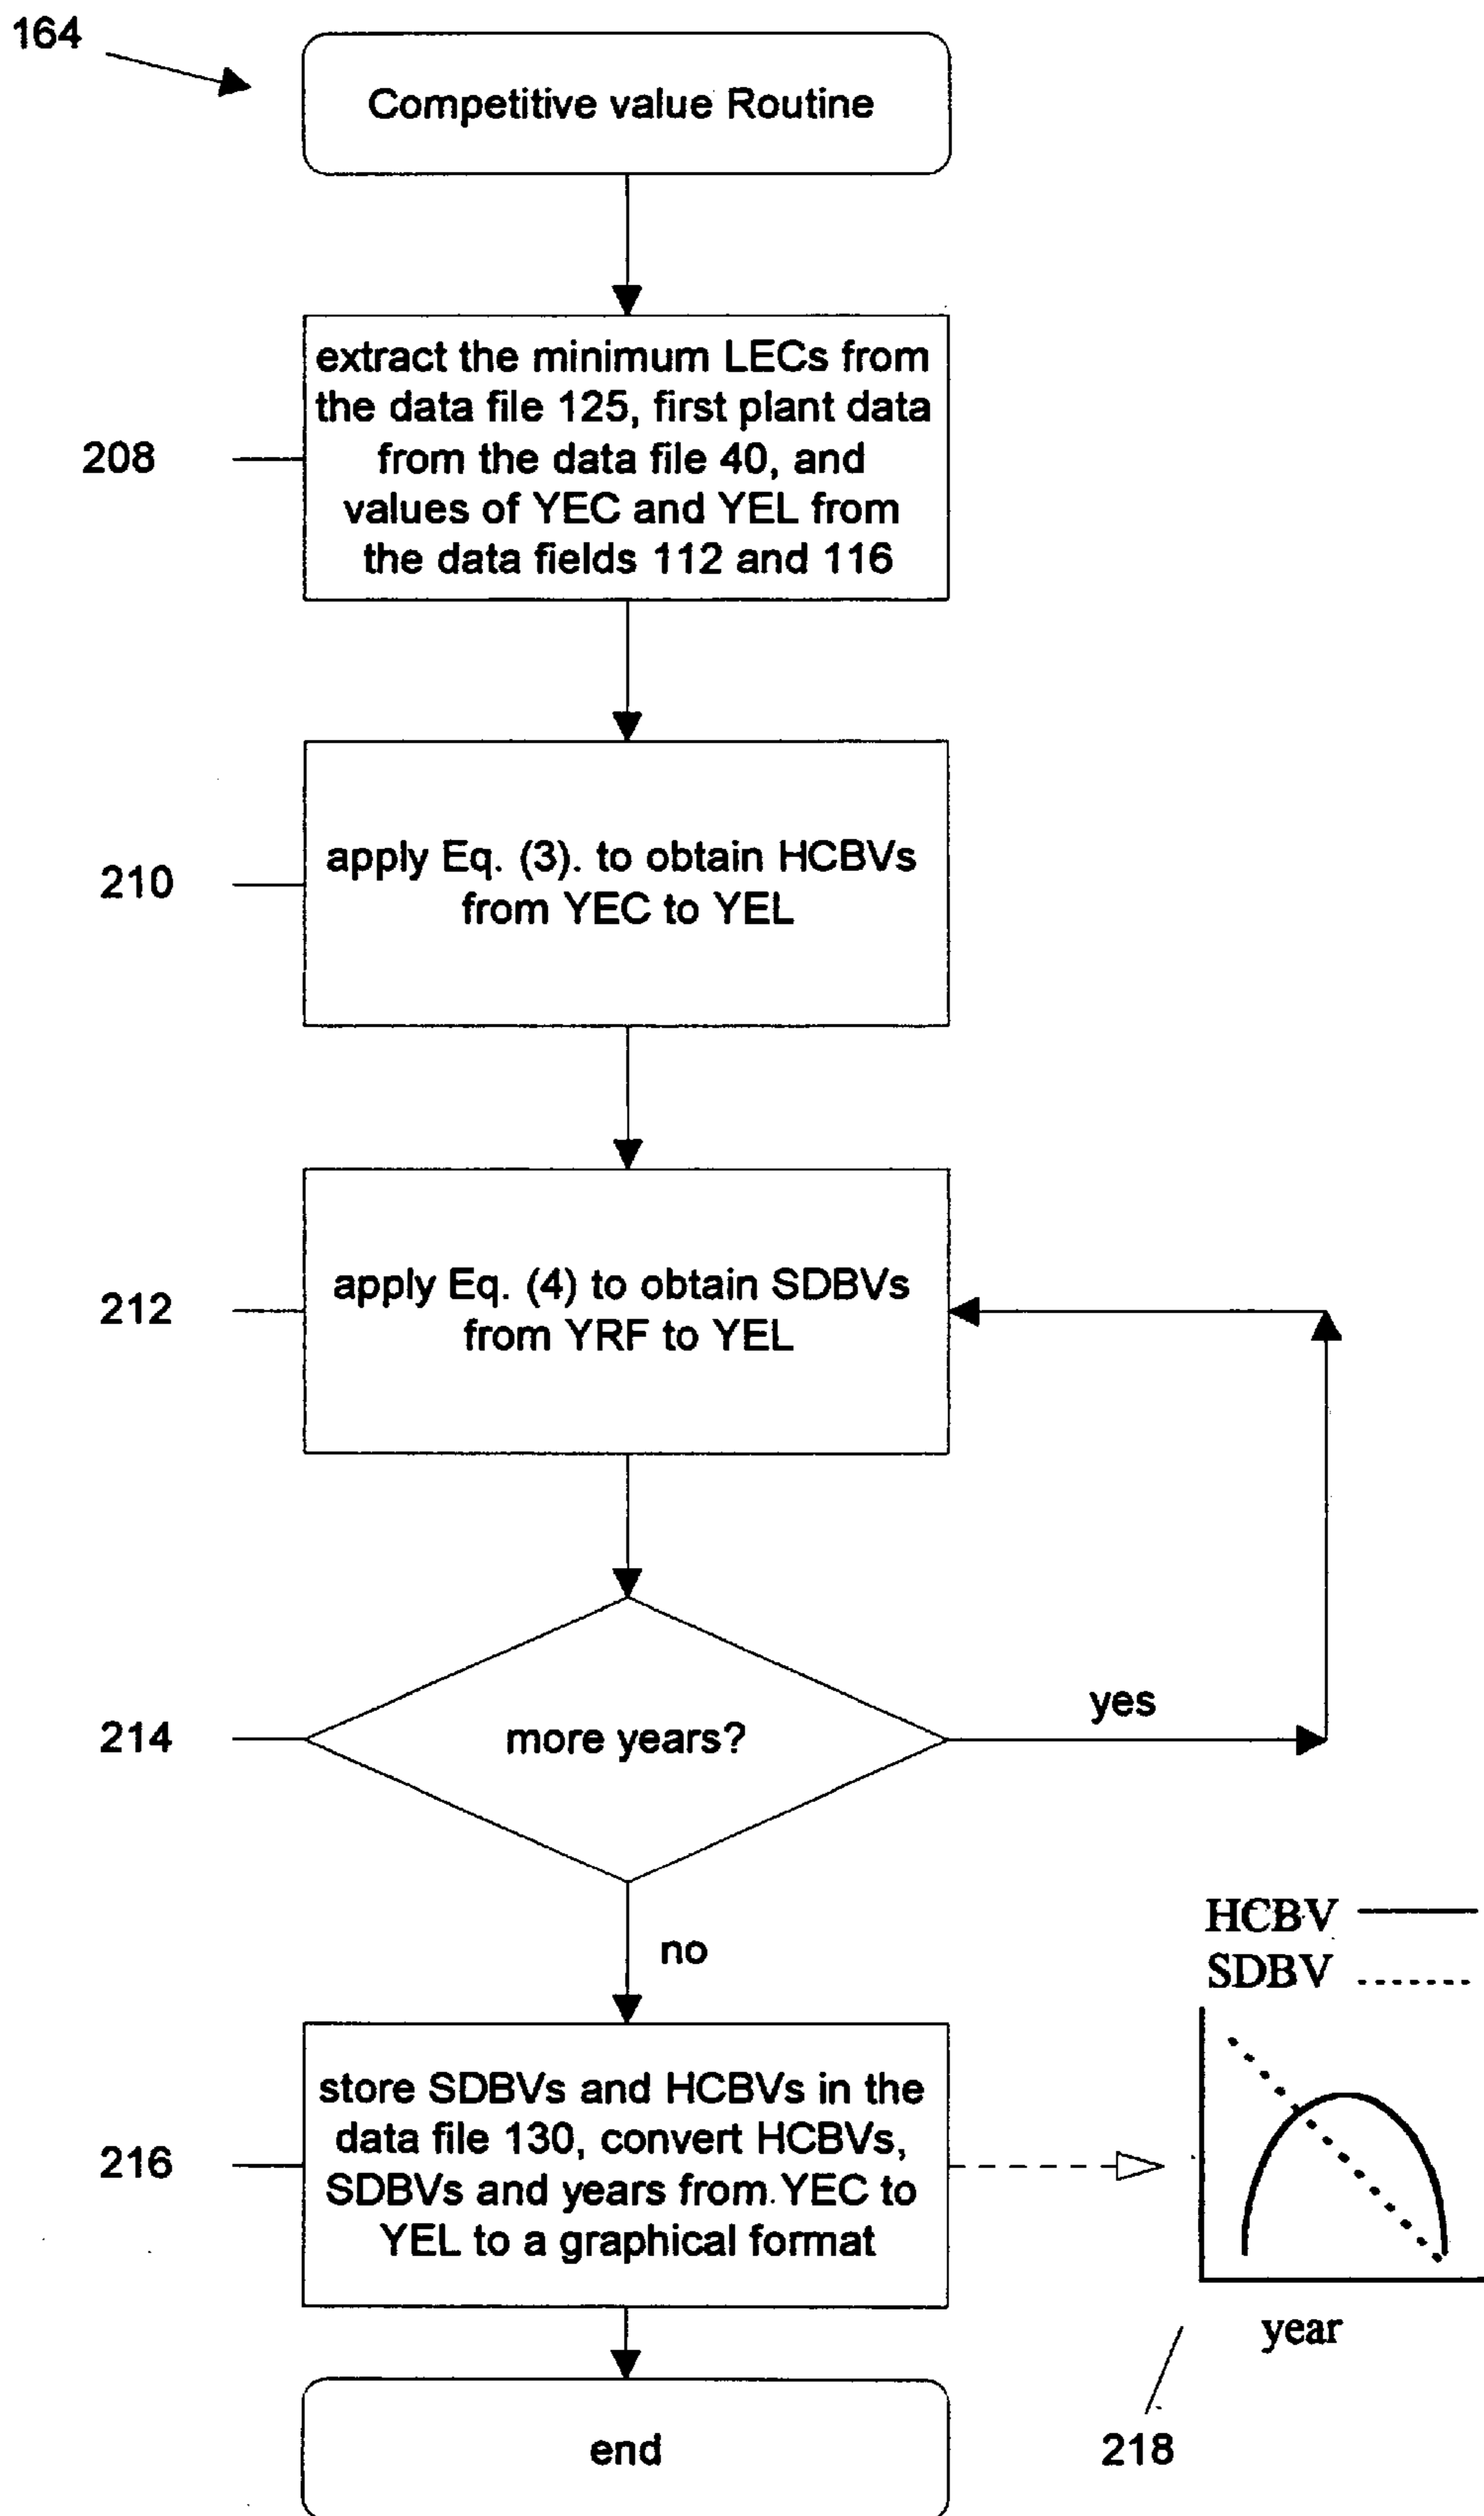 164
Competitive value Routine
extract the minimum LECs from
the data file 125, first plant data
from the data file 40, and
values of YEC and YEL from
the data fields 112 and 116
208
apply Eq. (3). to obtain HCBVs
from YEC to YEL
210
apply Eq. (4) to obtain SDBVs
from YRF to YEL
212
more years?
214
yes
no
HCBV
SDBV
store SDBVs and HCBVs in the
data file 130, convert HCBVs,
SDBVs and years from YEC to
YEL to a graphical format
216
year
218
end